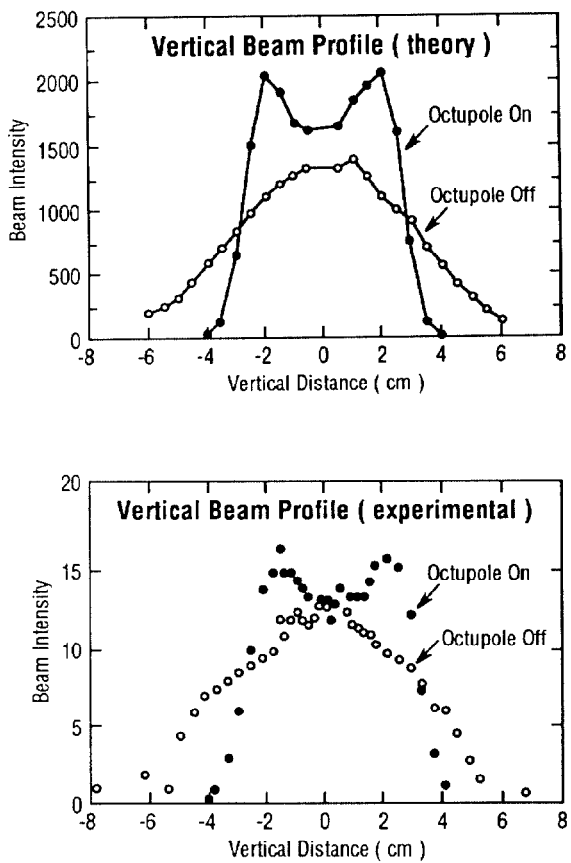 Vertical Beam Profile ( theory )
2500
2000
1500
1000
500
0
Beam Intensity
Octupole On
Octupole Off
-8 -6 -4 -2 0 2 4 6 8
Vertical Distance ( cm )
Vertical Beam Profile ( experimental )
20
15
10
5
0
Beam Intensity
Octupole On
Octupole Off
-8 -6 -4 -2 0 2 4 6 8
Vertical Distance ( cm )